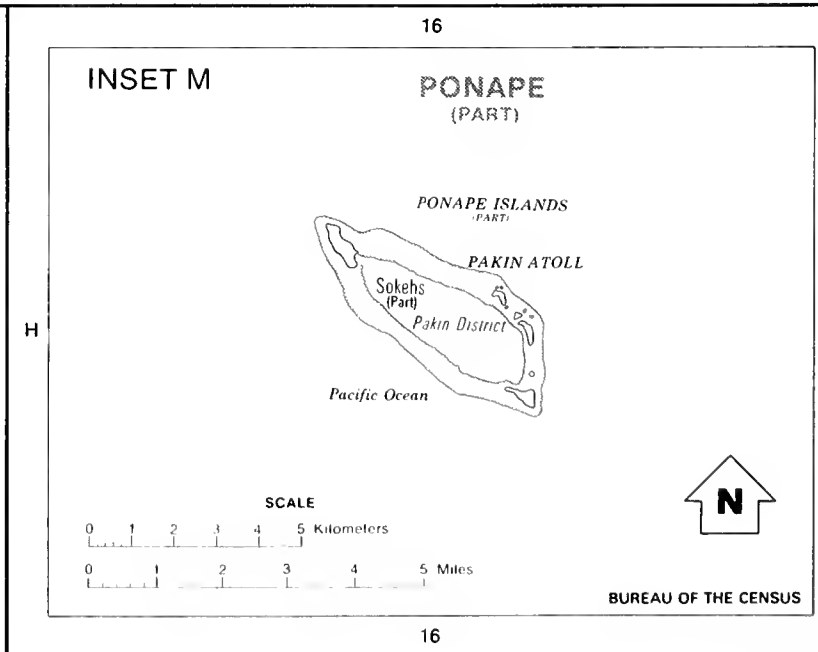 16
INSET M
PONAPE
(PART)
PONAPE ISLANDS
(PART)
PAKIN ATOLL
Sokehs
(Part)
Pakin District
H
Pacific Ocean
SCALE
0 1 2 3 4 5 Kilometers
0 1 2 3 4 5 Miles
N
BUREAU OF THE CENSUS
16